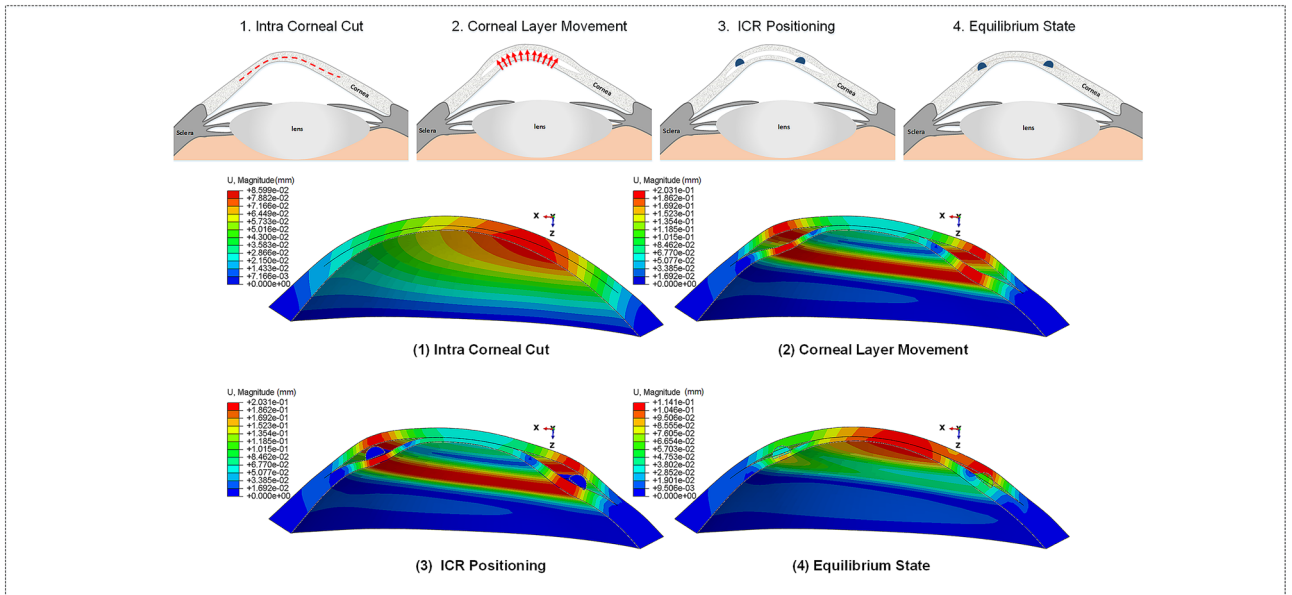 1. Intra Corneal Cut
2. Corneal Layer Movement
3. ICR Positioning
4. Equilibrium State
Cornea
Sclera
lens
Cornea
Sclera
lens
Cornea
Sclera
lens
Cornea
Sclera
lens
U, Magnitude (mm)
+8.599e-02
+7.882e-02
+7.166e-02
+6.449e-02
+5.733e-02
+5.016e-02
+4.300e-02
+3.583e-02
+2.866e-02
+2.150e-02
+1.433e-02
+7.166e-03
+0.000e+00
X
Y
Z
(1) Intra Corneal Cut
U, Magnitude (mm)
+2.031e-01
+1.862e-01
+1.692e-01
+1.523e-01
+1.354e-01
+1.185e-01
+1.015e-01
+8.462e-02
+6.770e-02
+5.077e-02
+3.385e-02
+1.692e-02
+0.000e+00
X
Y
Z
(2) Corneal Layer Movement
U, Magnitude (mm)
+2.031e-01
+1.862e-01
+1.692e-01
+1.523e-01
+1.354e-01
+1.185e-01
+1.015e-01
+8.462e-02
+6.770e-02
+5.077e-02
+3.385e-02
+1.692e-02
+0.000e+00
X
Y
Z
(3) ICR Positioning
U, Magnitude (mm)
+1.141e-01
+1.046e-01
+9.506e-02
+8.555e-02
+7.605e-02
+6.654e-02
+5.703e-02
+4.753e-02
+3.802e-02
+2.852e-02
+1.901e-02
+9.506e-03
+0.000e+00
X
Y
Z
(4) Equilibrium State